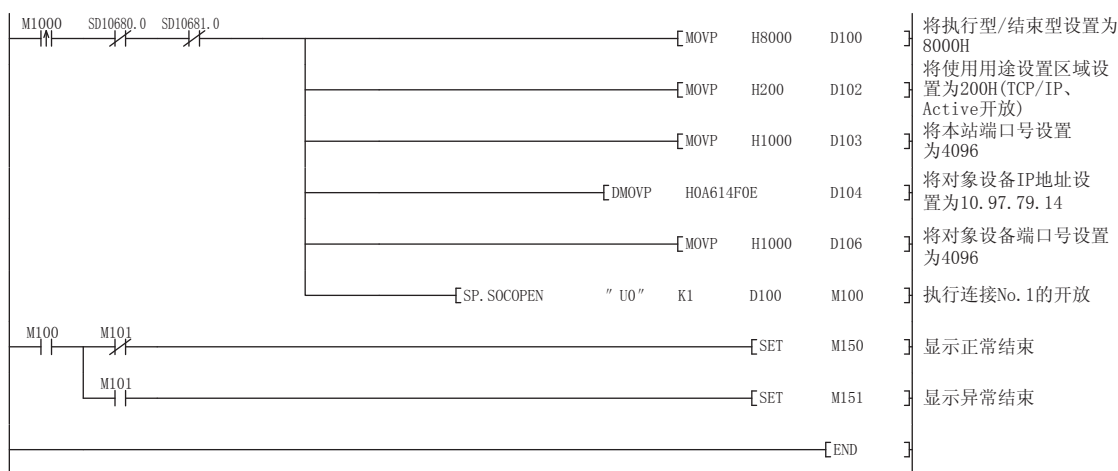 M1000 SD10680.0 SD10681.0
MOVP H8000 D100
将执行型/结束型设置为
8000H
MOVP H200 D102
将使用用途设置区域设
置为200H(TCP/IP、
Active开放)
MOVP H1000 D103
将本站端口号设置
为4096
DMOVP H0A614F0E D104
将对象设备IP地址设
置为10.97.79.14
MOVP H1000 D106
将对象设备端口号设置
为4096
SP.SOCOPEN "U0" K1 D100 M100
执行连接No.1的开放
M100 M101
SET M150
显示正常结束
M101
SET M151
显示异常结束
END